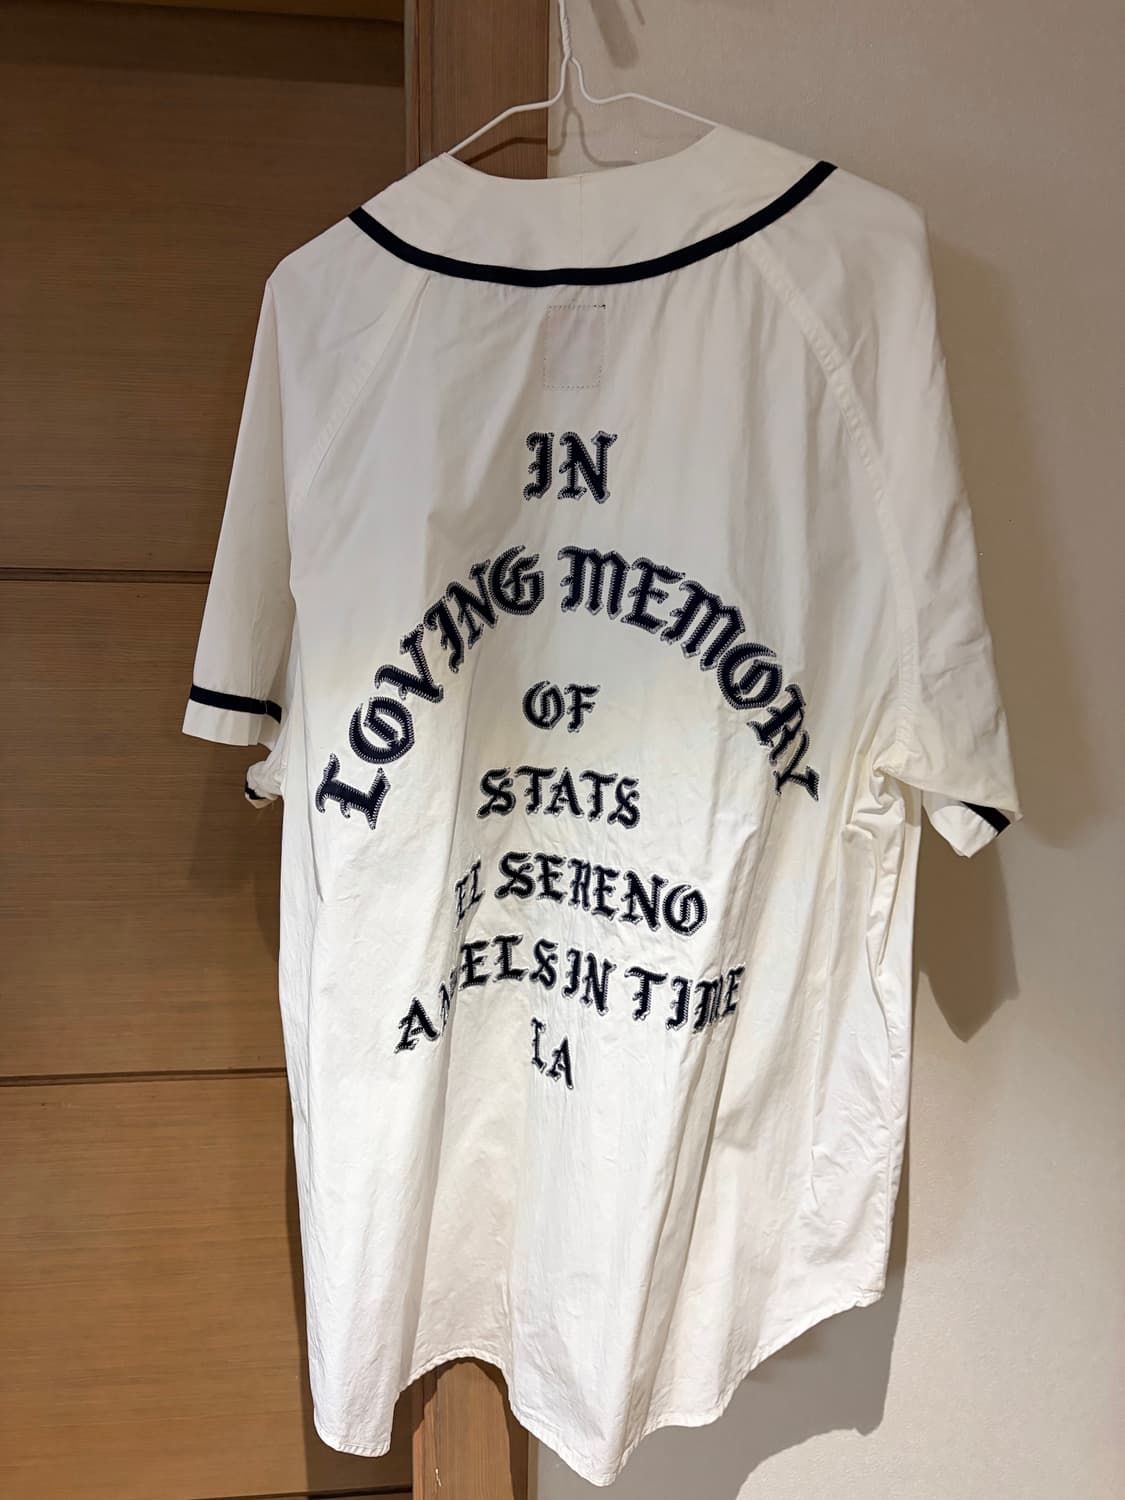 IN
LOVING MEMORY
OF
STATS
EL SERENO
ANGELS IN TIME
LA